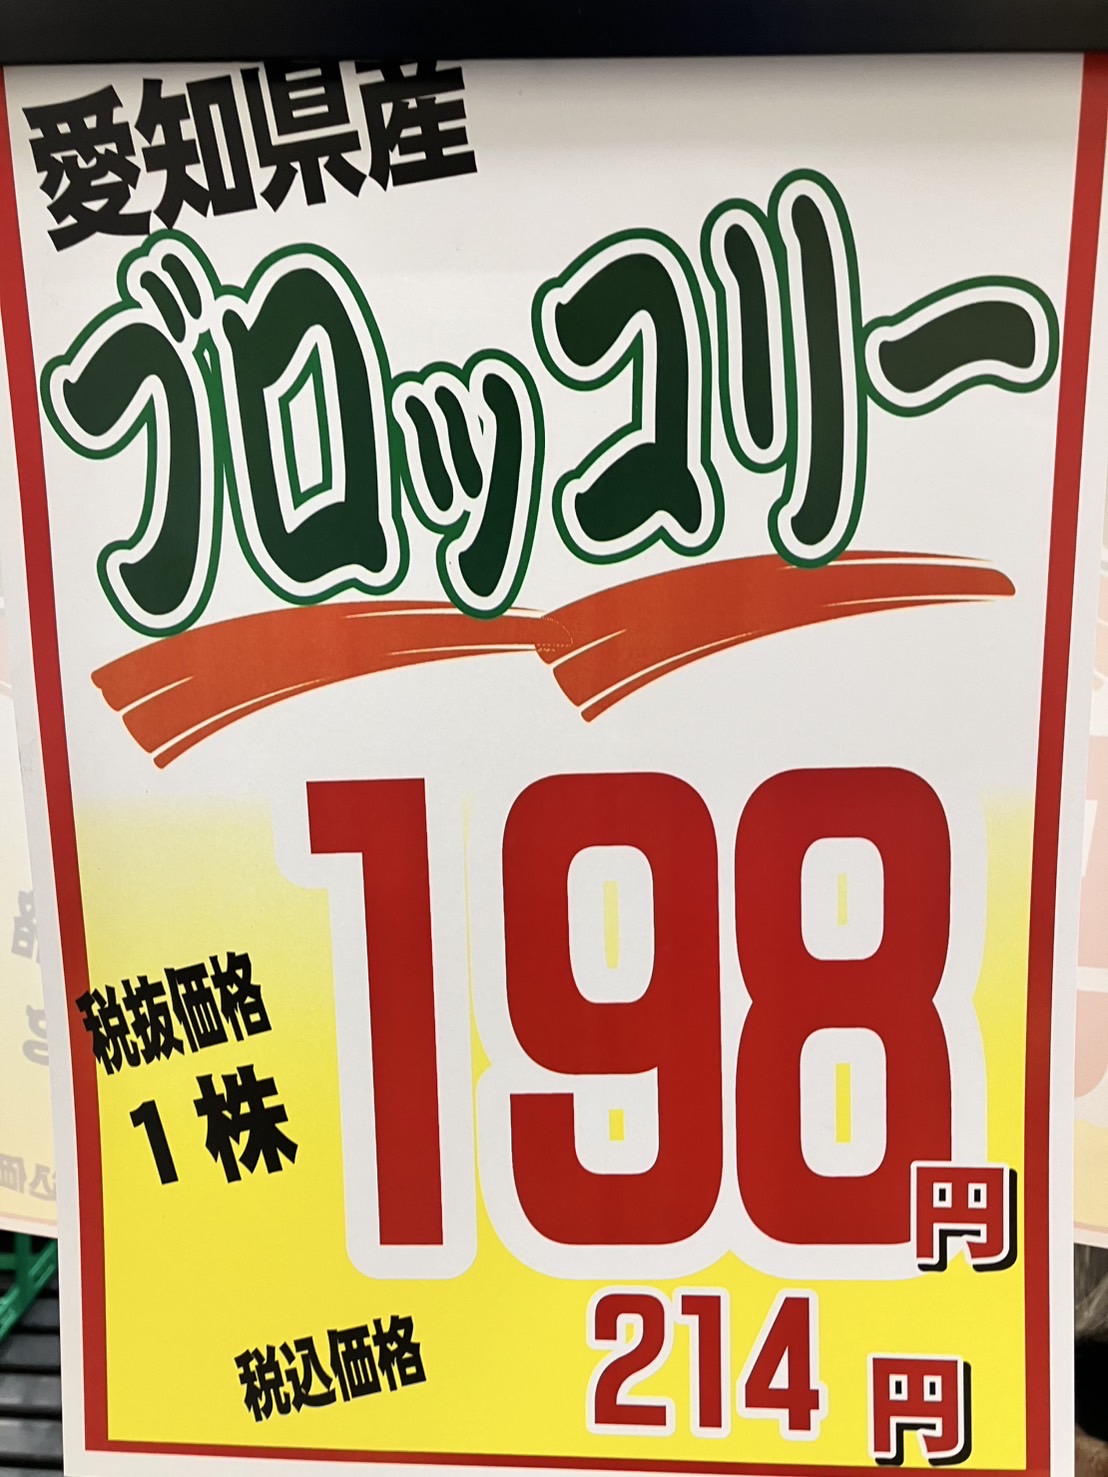 愛知県産
ブロッコリー
税抜価格
1株
198円
税込価格 214円